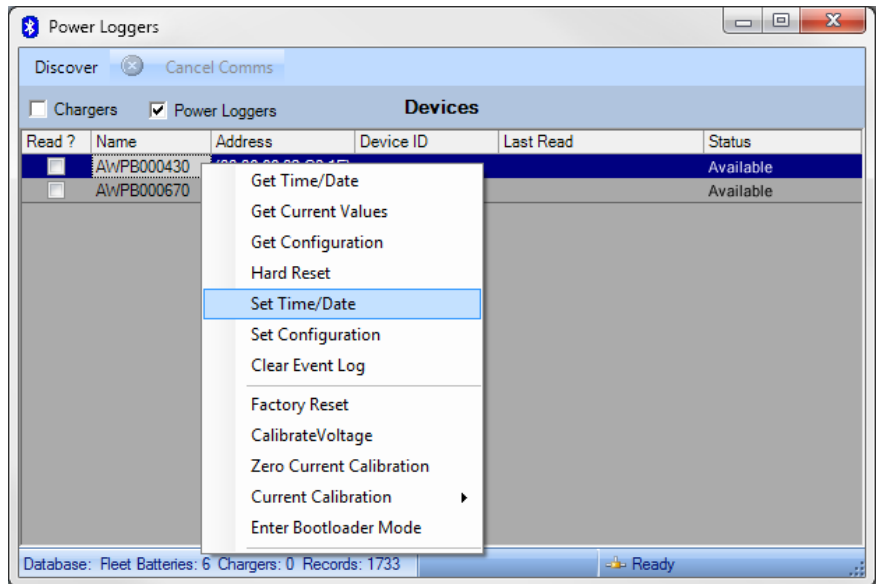 Power Loggers
Discover Cancel Comms
Chargers Power Loggers Devices
Read ? Name Address Device ID Last Read Status
AWPB000430 Available
AWPB000670 Available
Get Time/Date
Get Current Values
Get Configuration
Hard Reset
Set Time/Date
Set Configuration
Clear Event Log
Factory Reset
CalibrateVoltage
Zero Current Calibration
Current Calibration
Enter Bootloader Mode
Database: Fleet Batteries: 6 Chargers: 0 Records: 1733 Ready